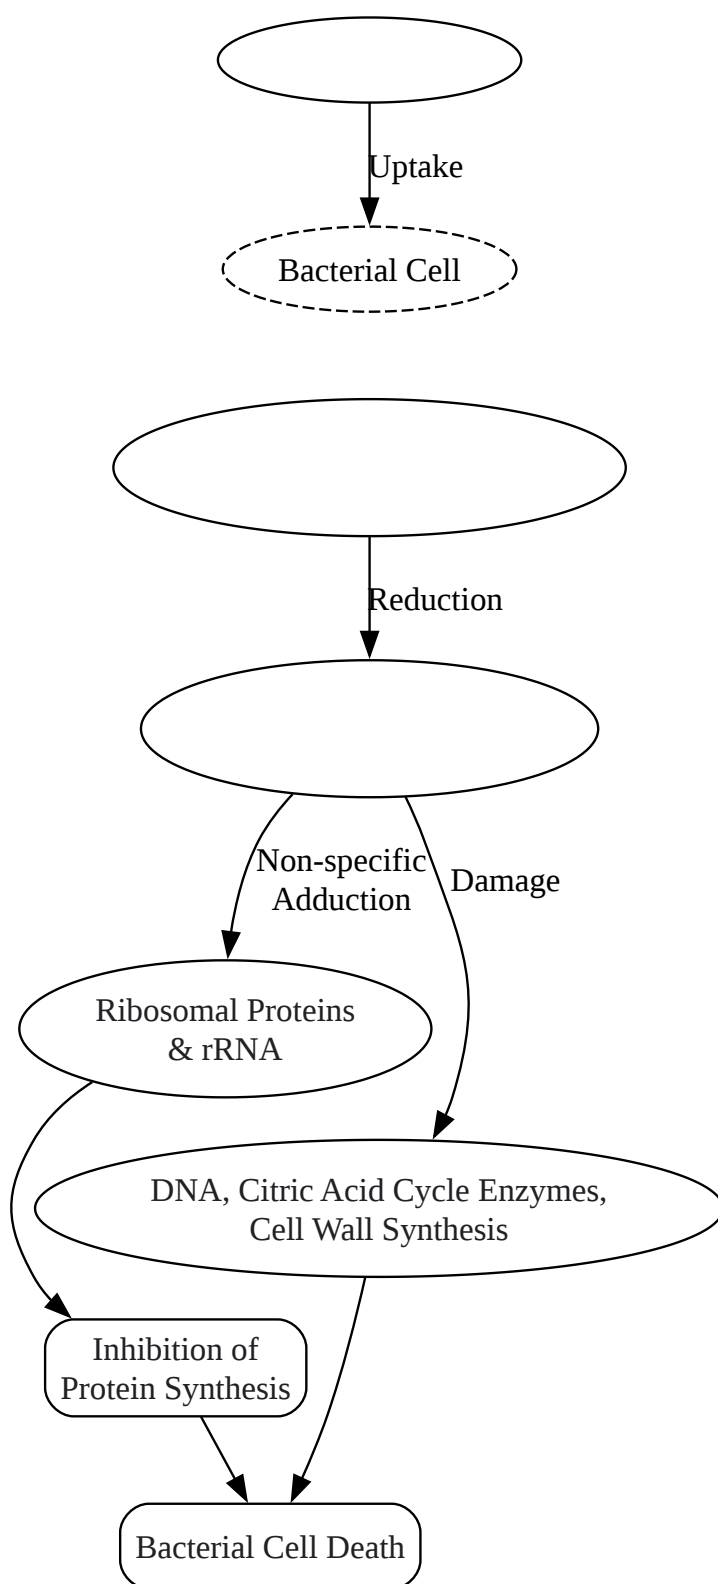 Uptake
Bacterial Cell
Reduction
Non-specific
Adduction
Damage
Ribosomal Proteins
& rRNA
DNA, Citric Acid Cycle Enzymes,
Cell Wall Synthesis
Inhibition of
Protein Synthesis
Bacterial Cell Death